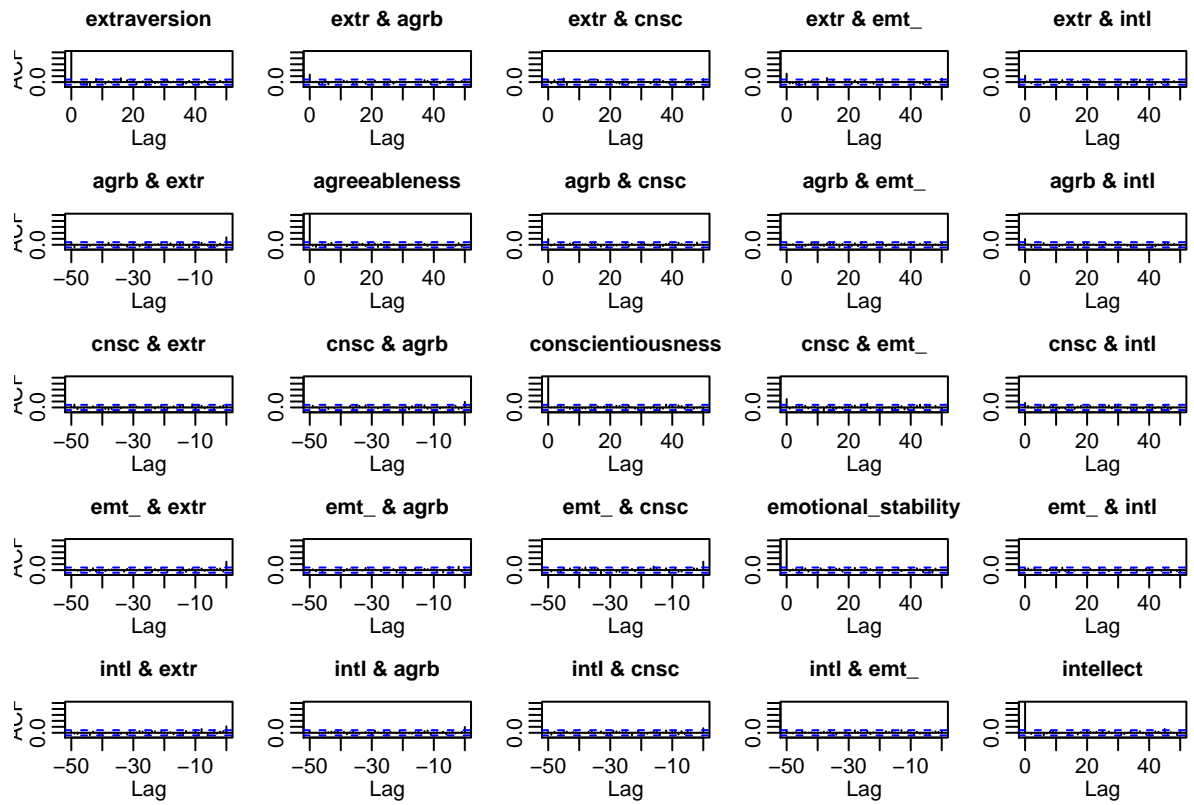 extraversion extr & agrb extr & cnsc extr & emt_ extr & intl
ACF 0.0 0.0 0.0 0.0 0.0
0 20 40 0 20 40 0 20 40 0 20 40 0 20 40
Lag Lag Lag Lag Lag
agrb & extr agreeableness agrb & cnsc agrb & emt_ agrb & intl
ACF 0.0 0.0 0.0 0.0 0.0
−50 −30 −10 0 20 40 0 20 40 0 20 40 0 20 40
Lag Lag Lag Lag Lag
cnsc & extr cnsc & agrb conscientiousness cnsc & emt_ cnsc & intl
ACF 0.0 0.0 0.0 0.0 0.0
−50 −30 −10 −50 −30 −10 0 20 40 0 20 40 0 20 40
Lag Lag Lag Lag Lag
emt_ & extr emt_ & agrb emt_ & cnsc emotional_stability emt_ & intl
ACF 0.0 0.0 0.0 0.0 0.0
−50 −30 −10 −50 −30 −10 −50 −30 −10 0 20 40 0 20 40
Lag Lag Lag Lag Lag
intl & extr intl & agrb intl & cnsc intl & emt_ intellect
ACF 0.0 0.0 0.0 0.0 0.0
−50 −30 −10 −50 −30 −10 −50 −30 −10 −50 −30 −10 0 20 40
Lag Lag Lag Lag Lag